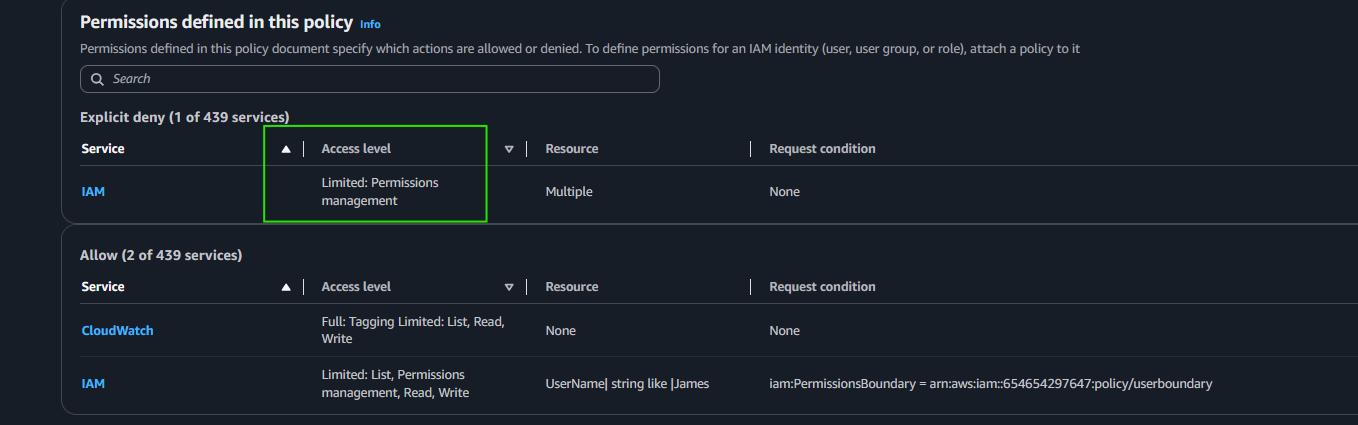 Permissions defined in this policy Info
Permissions defined in this policy document specify which actions are allowed or denied. To define permissions for an IAM identity (user, user group, or role), attach a policy to it
Search
Explicit deny (1 of 439 services)
Service Access level Resource Request condition
IAM Limited: Permissions management Multiple None
Allow (2 of 439 services)
Service Access level Resource Request condition
CloudWatch Full: Tagging Limited: List, Read, Write None None
IAM Limited: List, Permissions management, Read, Write UserName| string like |James iam:PermissionsBoundary = arn:aws:iam::654654297647:policy/userboundary